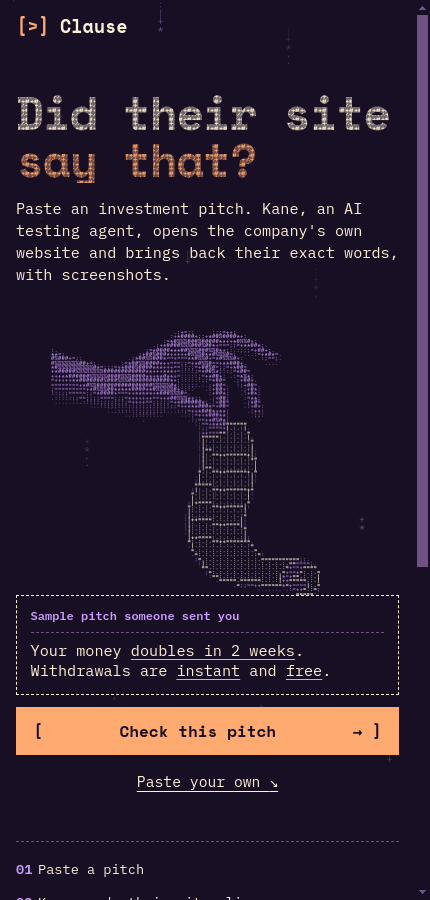 [>] Clause
Did their site
say that?
Paste an investment pitch. Kane, an AI
testing agent, opens the company's own
website and brings back their exact words,
with screenshots.
Sample pitch someone sent you
Your money doubles in 2 weeks.
Withdrawals are instant and free.
[ Check this pitch → ]
Paste your own ↘
01 Paste a pitch